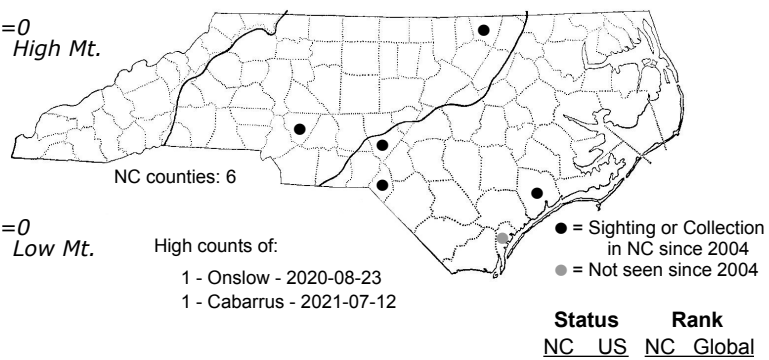 =0
High Mt.
NC counties: 6
=0
Low Mt.
High counts of:
1 - Onslow - 2020-08-23
1 - Cabarrus - 2021-07-12
● = Sighting or Collection
in NC since 2004
● = Not seen since 2004
Status Rank
NC US NC Global